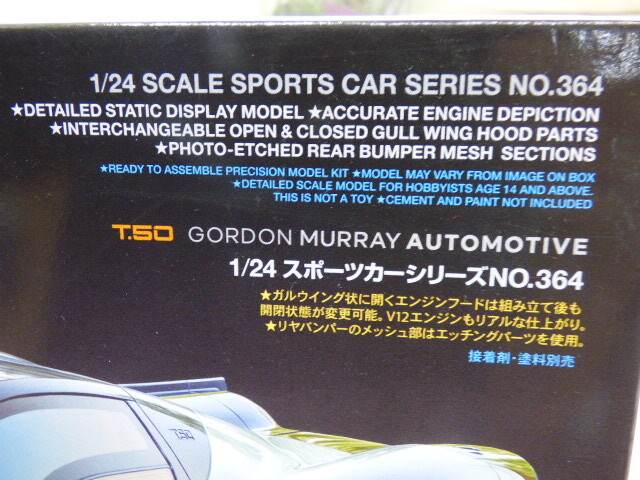 1/24 SCALE SPORTS CAR SERIES NO.364
★DETAILED STATIC DISPLAY MODEL ★ACCURATE ENGINE DEPICTION
★INTERCHANGEABLE OPEN & CLOSED GULL WING HOOD PARTS
★PHOTO-ETCHED REAR BUMPER MESH SECTIONS
★READY TO ASSEMBLE PRECISION MODEL KIT ★MODEL MAY VARY FROM IMAGE ON BOX
★DETAILED SCALE MODEL FOR HOBBYISTS AGE 14 AND ABOVE.
THIS IS NOT A TOY ★CEMENT AND PAINT NOT INCLUDED
T.50 GORDON MURRAY AUTOMOTIVE
1/24 スポーツカーシリーズNO.364
★ガルウイング状に開くエンジンフードは組み立て後も
開閉状態が変更可能。V12エンジンもリアルな仕上がり。
★リヤバンパーのメッシュ部はエッチングパーツを使用。
接着剤・塗料別売
T.50